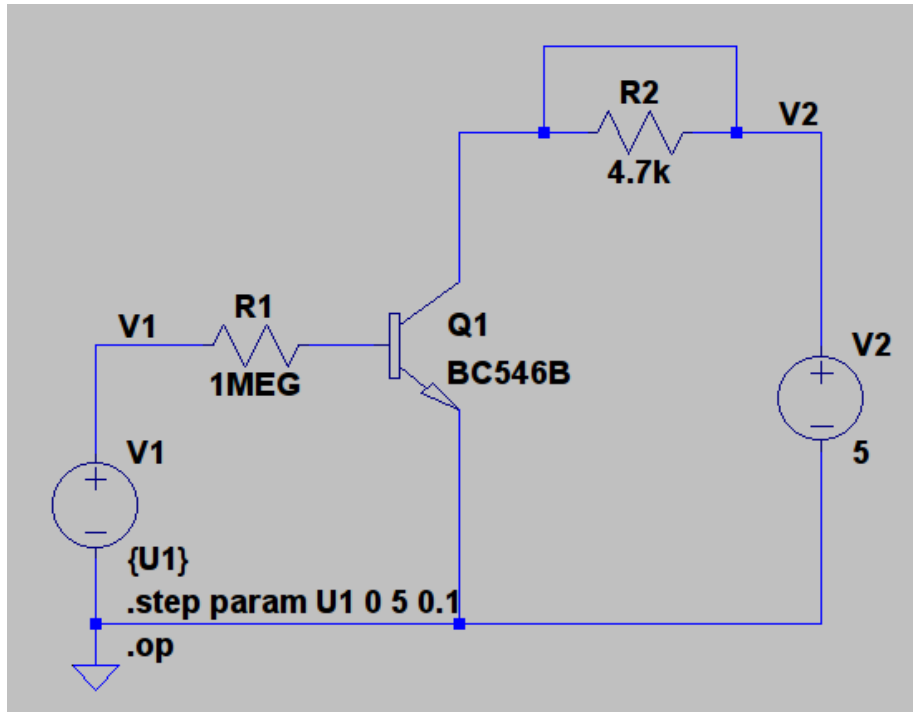 R2
V2
4.7k
R1
V1
Q1
1MEG
BC546B
V2
V1
5
{U1}
.step param U1 0 5 0.1
.op